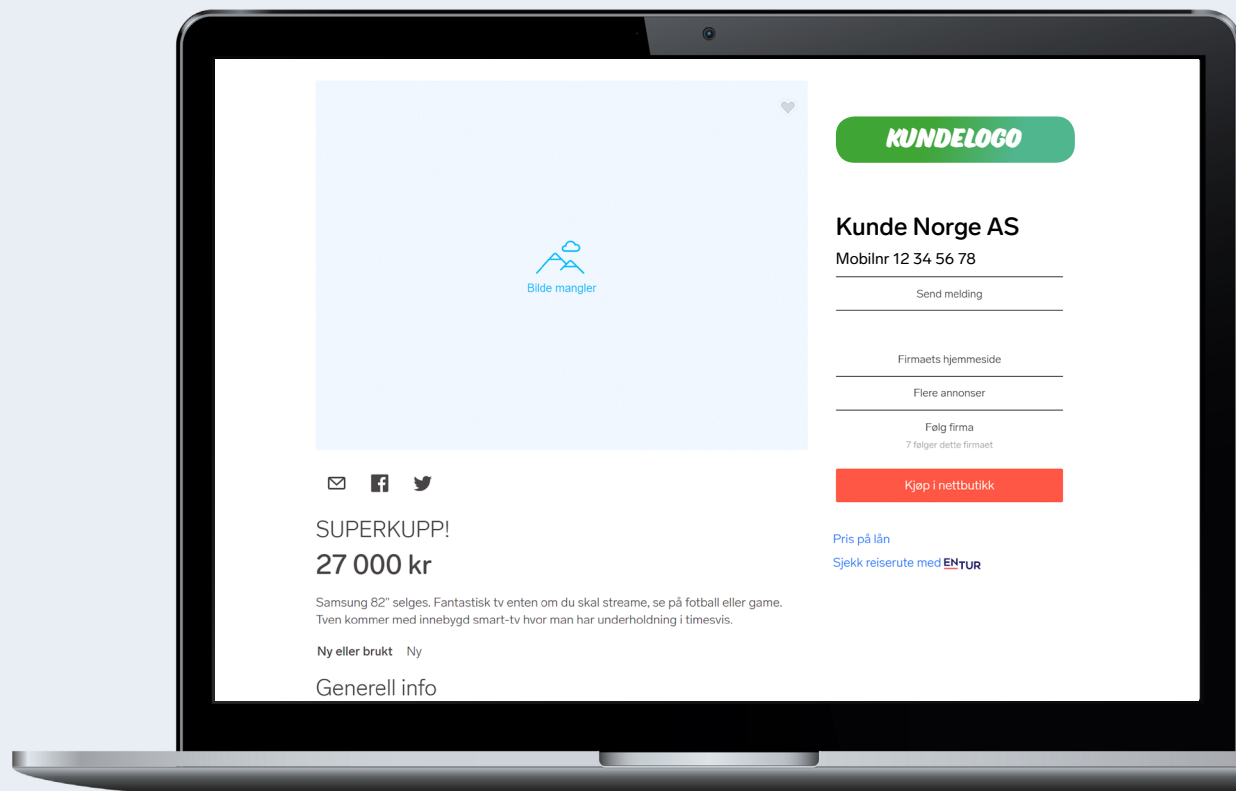 Bilde mangler
SUPERKUPP!
27 000 kr
Samsung 82" selges. Fantastisk tv enten om du skal streame, se på fotball eller game.
Tven kommer med innebygd smart-tv hvor man har underholdning i timesvis.
Ny eller brukt Ny
Generell info
KUNDELOGO
Kunde Norge AS
Mobilnr 12 34 56 78
Send melding
Firmaets hjemmeside
Flere annonser
Følg firma
7 følger dette firmaet
Kjøp i nettbutikk
Pris på lån
Sjekk reiserute med ENTUR